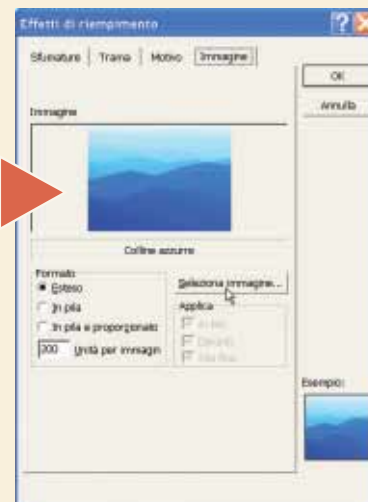 Effetti di riempimento
Sfumature Trama Motivo Immagine
OK
Annulla
Immagine
Colline azzurre
Formato
Esteso
In pila
In pila e proporzionato
200 Unità per immagin
Seleziona immagine...
Applica
Esempio: